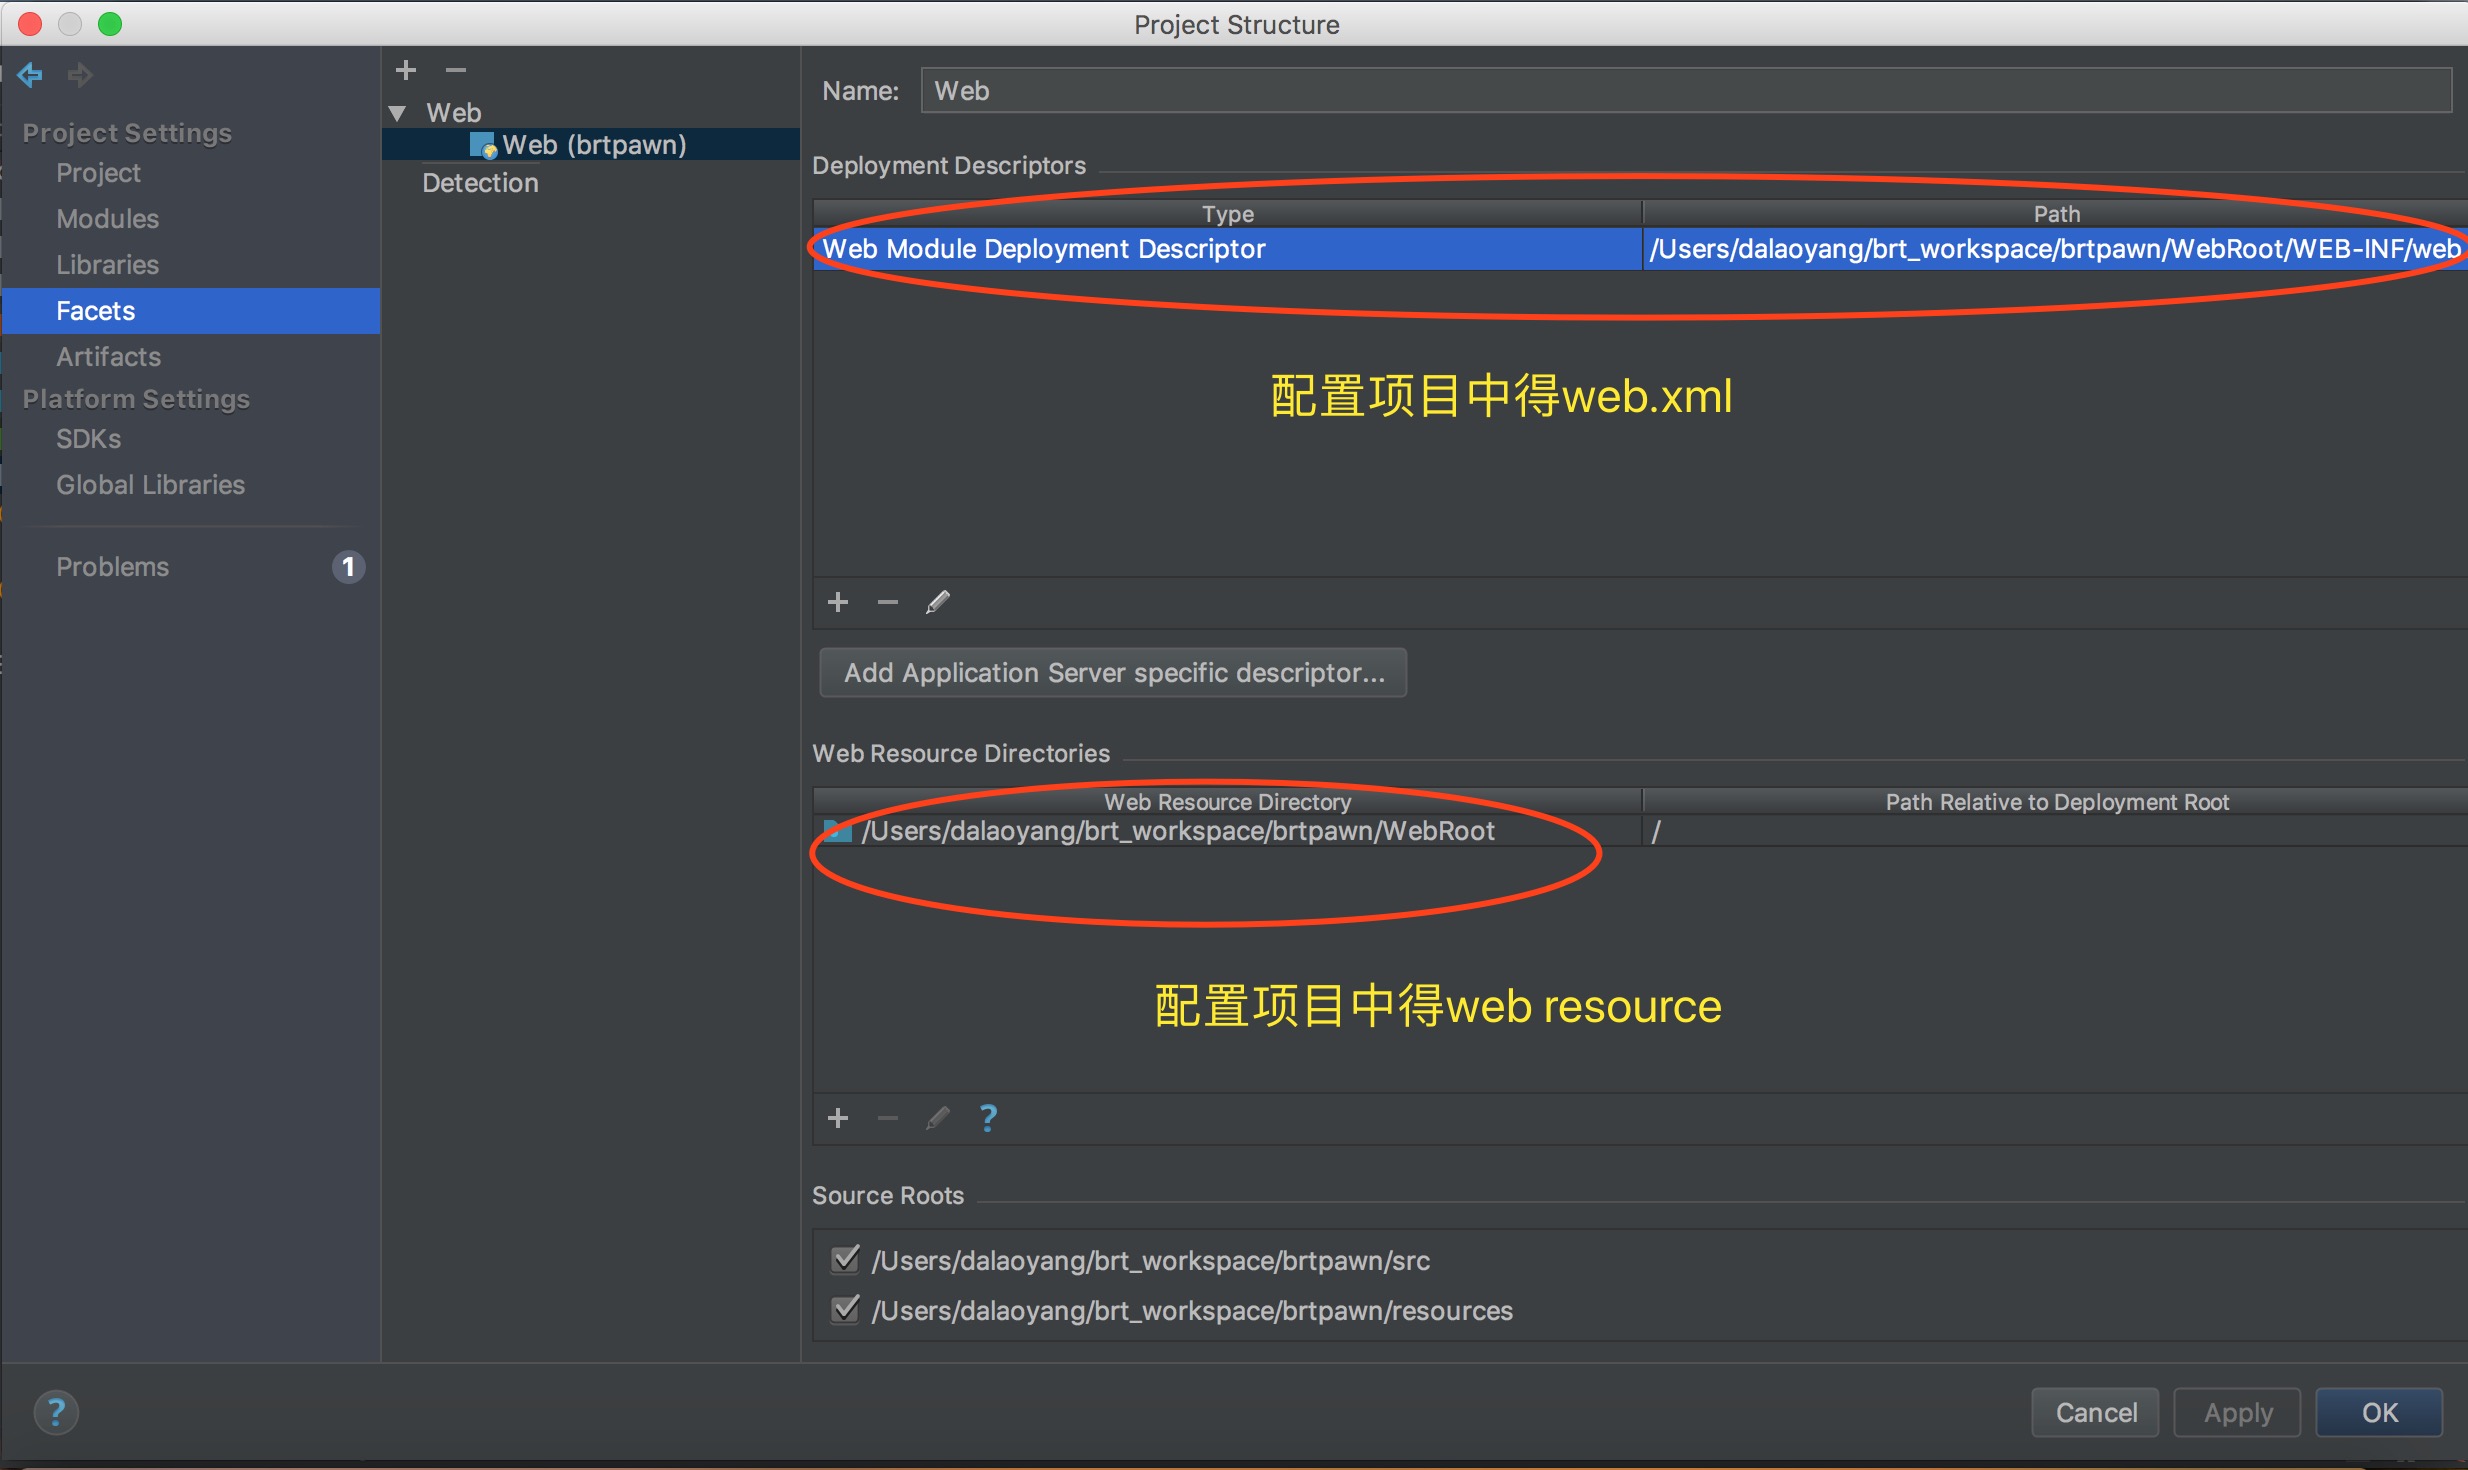 Project Structure
Project Settings
Project
Modules
Libraries
Facets
Artifacts
Platform Settings
SDKs
Global Libraries
Problems 1
Web
Web (brtpawn)
Detection
Name: Web
Deployment Descriptors
Type Path
Web Module Deployment Descriptor /Users/dalaoyang/brt_workspace/brtpawn/WebRoot/WEB-INF/web
配置项目中得web.xml
Add Application Server specific descriptor...
Web Resource Directories
Web Resource Directory Path Relative to Deployment Root
/Users/dalaoyang/brt_workspace/brtpawn/WebRoot /
配置项目中得web resource
?
Source Roots
/Users/dalaoyang/brt_workspace/brtpawn/src
/Users/dalaoyang/brt_workspace/brtpawn/resources
? Cancel Apply OK